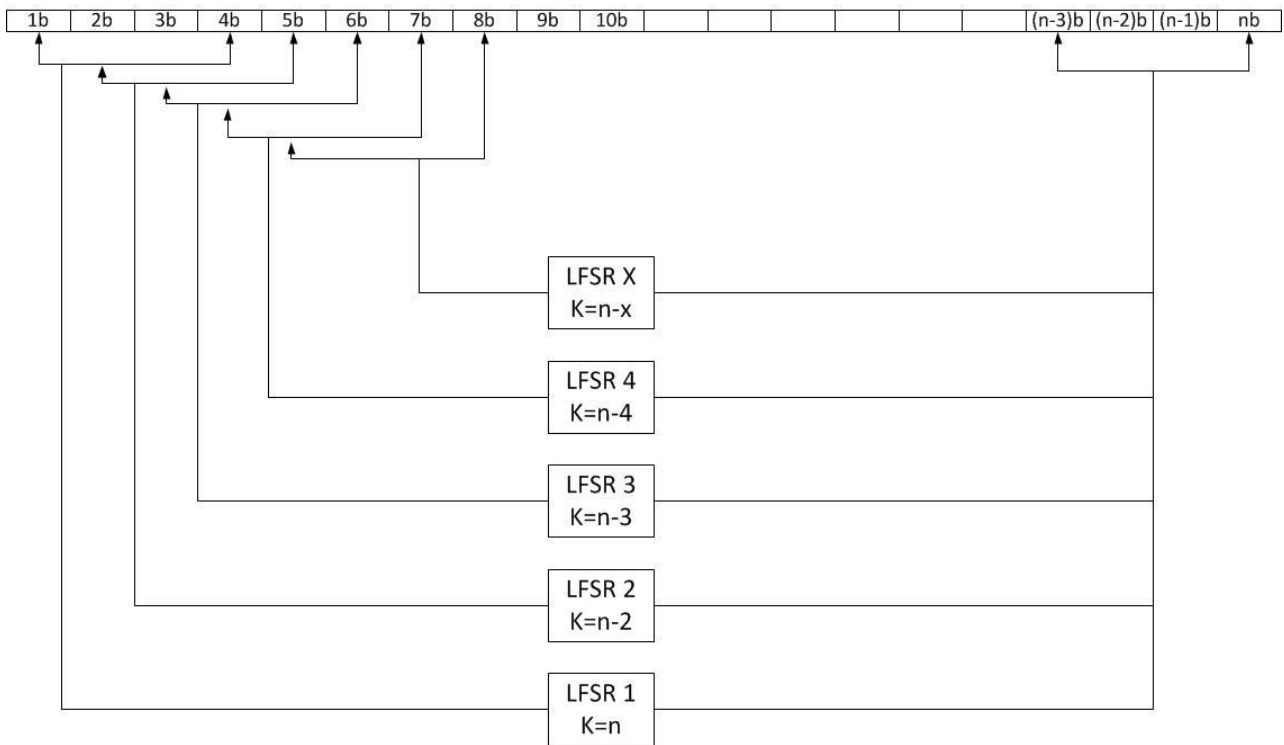 1b 2b 3b 4b 5b 6b 7b 8b 9b 10b (n-3)b (n-2)b (n-1)b nb
LFSR X
K=n-x
LFSR 4
K=n-4
LFSR 3
K=n-3
LFSR 2
K=n-2
LFSR 1
K=n